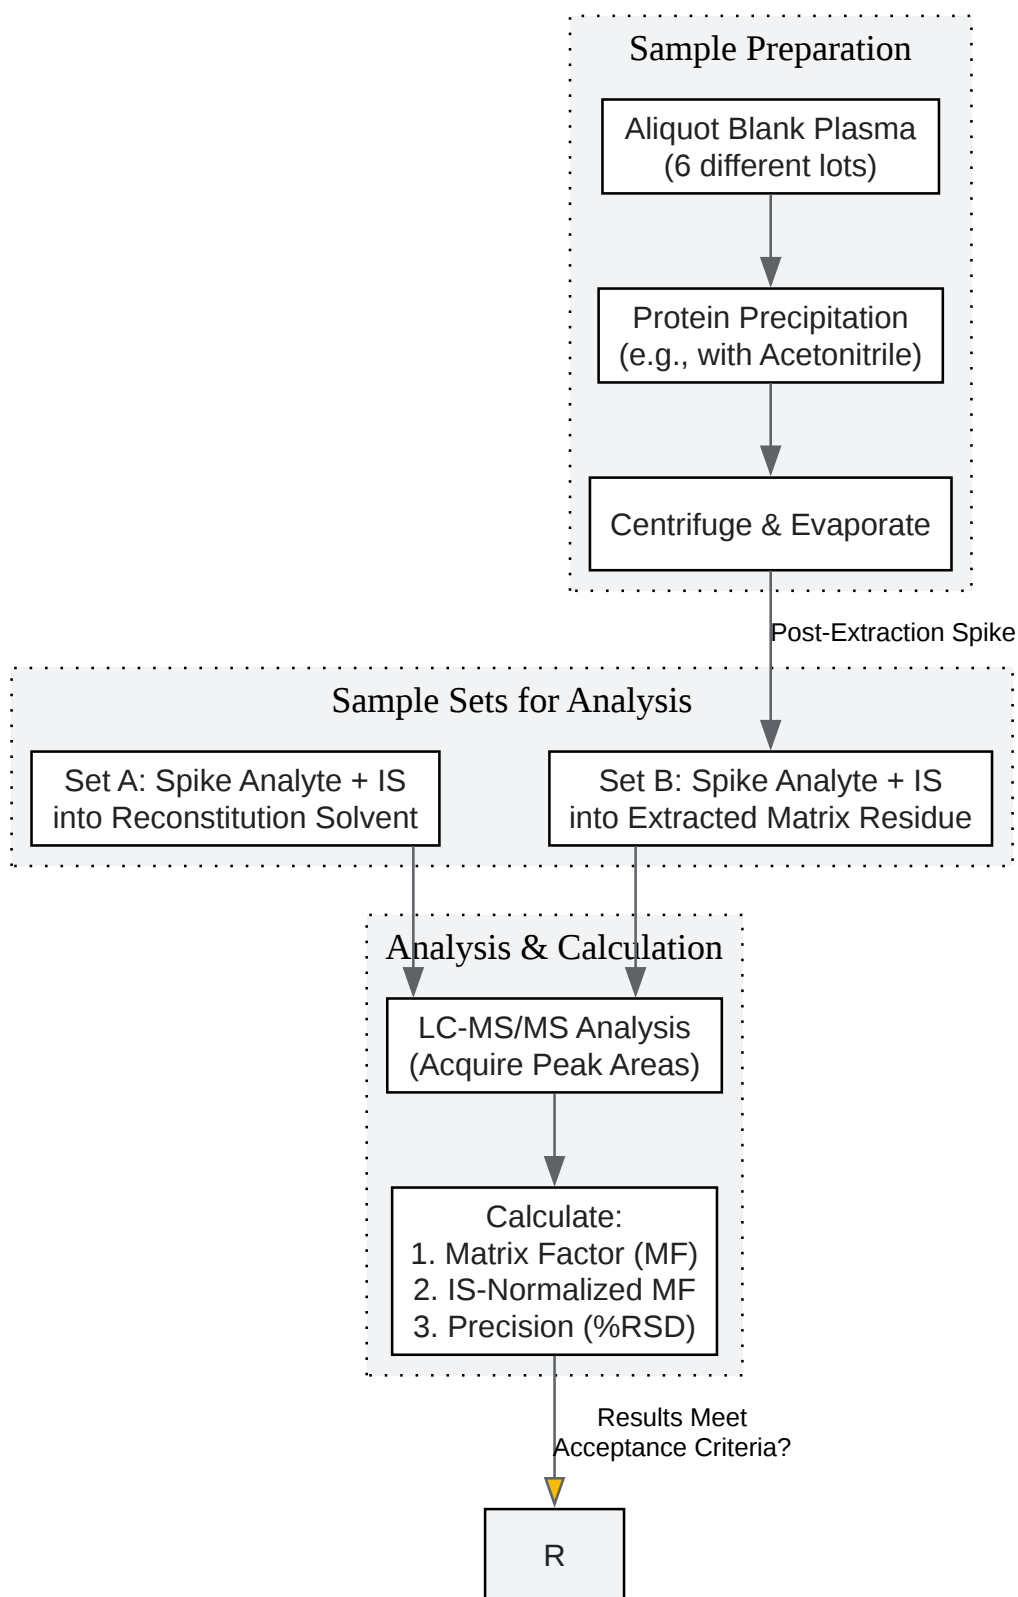 Sample Preparation
Aliquot Blank Plasma
(6 different lots)
Protein Precipitation
(e.g., with Acetonitrile)
Centrifuge & Evaporate
Post-Extraction Spike
Sample Sets for Analysis
Set A: Spike Analyte + IS
into Reconstitution Solvent
Set B: Spike Analyte + IS
into Extracted Matrix Residue
Analysis & Calculation
LC-MS/MS Analysis
(Acquire Peak Areas)
Calculate:
1. Matrix Factor (MF)
2. IS-Normalized MF
3. Precision (%RSD)
Results Meet
Acceptance Criteria?
R